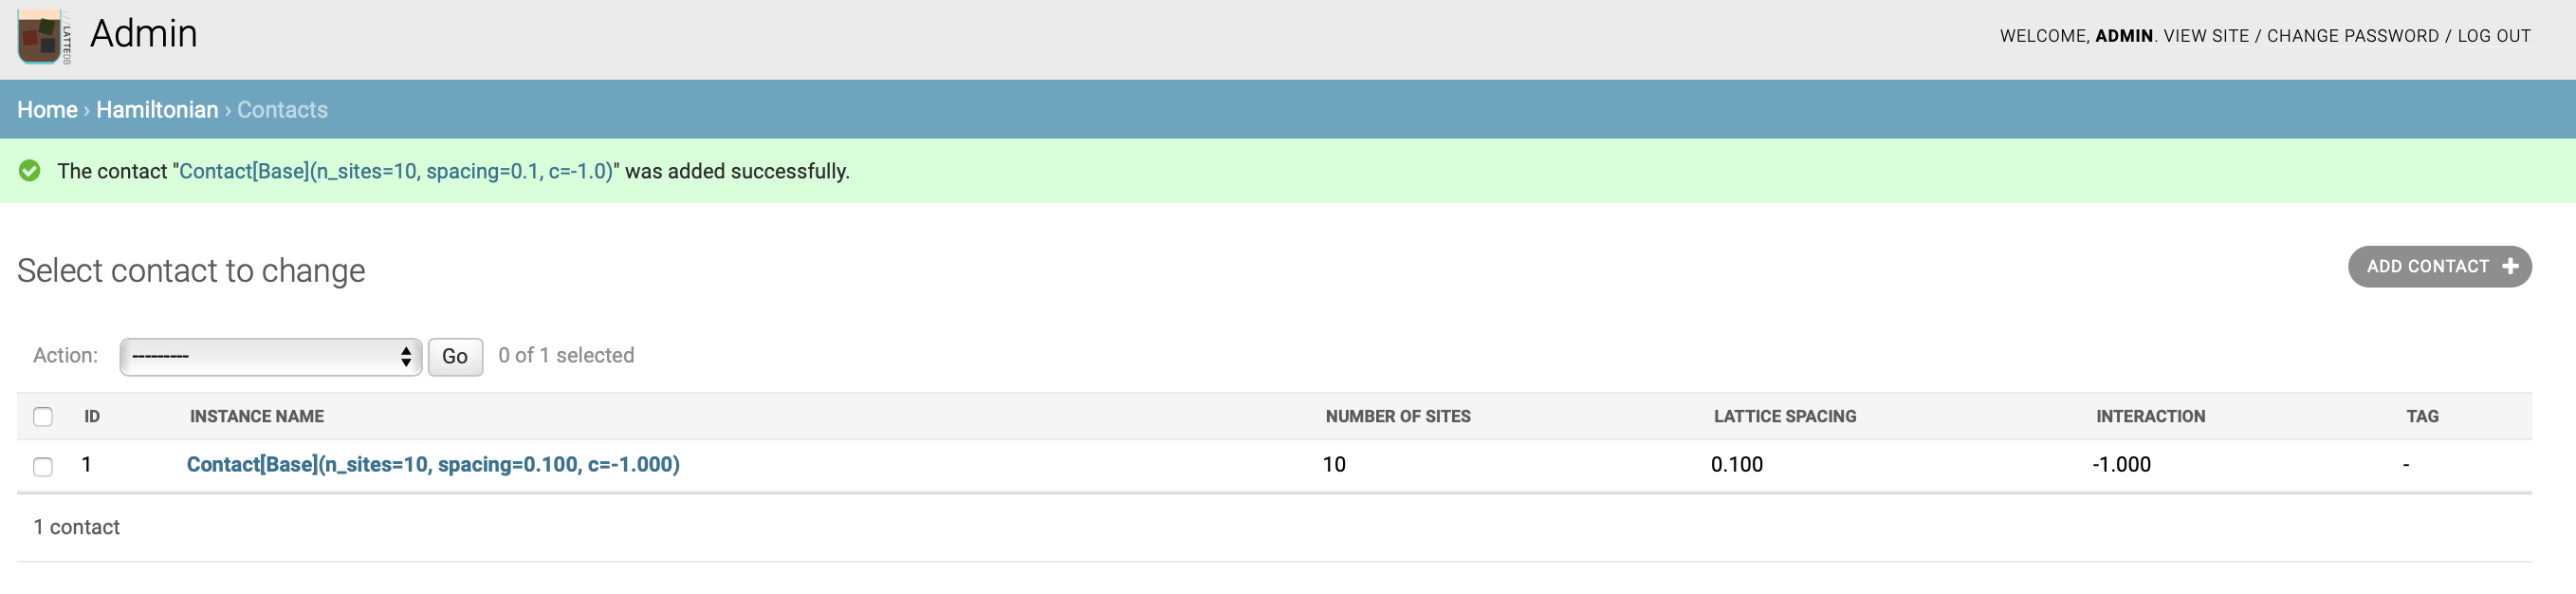 ://LATTEDB
Admin
WELCOME, ADMIN. VIEW SITE / CHANGE PASSWORD / LOG OUT
Home › Hamiltonian › Contacts
The contact "Contact[Base](n_sites=10, spacing=0.1, c=-1.0)" was added successfully.
Select contact to change
ADD CONTACT +
Action: --------- Go 0 of 1 selected
ID INSTANCE NAME NUMBER OF SITES LATTICE SPACING INTERACTION TAG
1 Contact[Base](n_sites=10, spacing=0.100, c=-1.000) 10 0.100 -1.000 -
1 contact